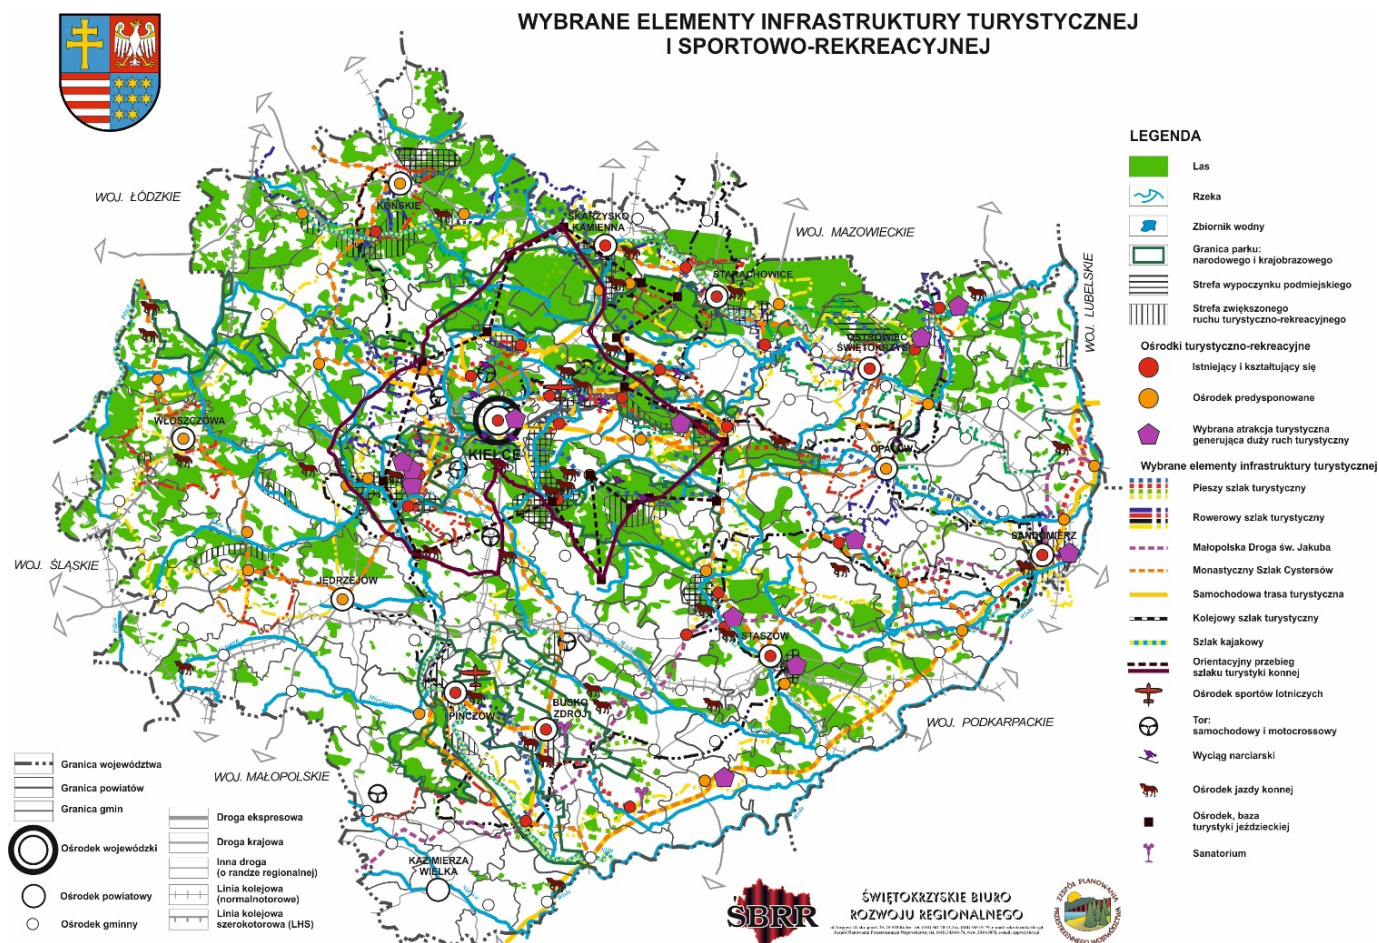 WYBRANE ELEMENTY INFRASTRUKTURY TURYSTYCZNEJ
I SPORTOWO-REKREACYJNEJ
WOJ. ŁÓDZKIE
WOJ. MAZOWIECKIE
WOJ. LUBELSKIE
WOJ. ŚLĄSKIE
WOJ. PODKARPACKIE
WOJ. MAŁOPOLSKIE
KOŃSKIE
SKARŻYSKO
KAMIENNA
STARACHOWICE
OSTROWIEC
WŁOSZCZOWA
KIELCE
OPATÓW
SANDOMIERZ
JĘDRZEJÓW
STASZÓW
PIŃCZÓW
BUSKO
ZDRÓJ
KAZIMIERZA
WIELKA
LEGENDA
Las
Rzeka
Zbiornik wodny
Granica parku:
narodowego i krajobrazowego
Strefa wypoczynku podmiejskiego
Strefa zwiększonego
ruchu turystyczno-rekreacyjnego
Ośrodki turystyczno-rekreacyjne
Istniejący i kształtujący się
Ośrodek predysponowane
Wybrana atrakcja turystyczna
generująca duży ruch turystyczny
Wybrane elementy infrastruktury turystycznej
Pieszy szlak turystyczny
Rowerowy szlak turystyczny
Małopolska Droga św. Jakuba
Monastyczny Szlak Cystersów
Samochodowa trasa turystyczna
Kolejowy szlak turystyczny
Szlak kajakowy
Orientacyjny przebieg
szlaku turystyki konnej
Ośrodek sportów lotniczych
Tor:
samochodowy i motocrossowy
Wyciąg narciarski
Ośrodek jazdy konnej
Ośrodek, baza
turystyki jeździeckiej
Sanatorium
Granica województwa
Granica powiatów
Granica gmin
Ośrodek wojewódzki
Ośrodek powiatowy
Ośrodek gminny
Droga ekspresowa
Droga krajowa
Inna droga
(o randze regionalnej)
Linia kolejowa
(normalnotorowe)
Linia kolejowa
szerokotorowa (LHS)
SBRR
ŚWIĘTOKRZYSKIE BIURO
ROZWOJU REGIONALNEGO
ZESPÓŁ PLANOWANIA
PRZESTRZENNEGO WOJEWÓDZTWA